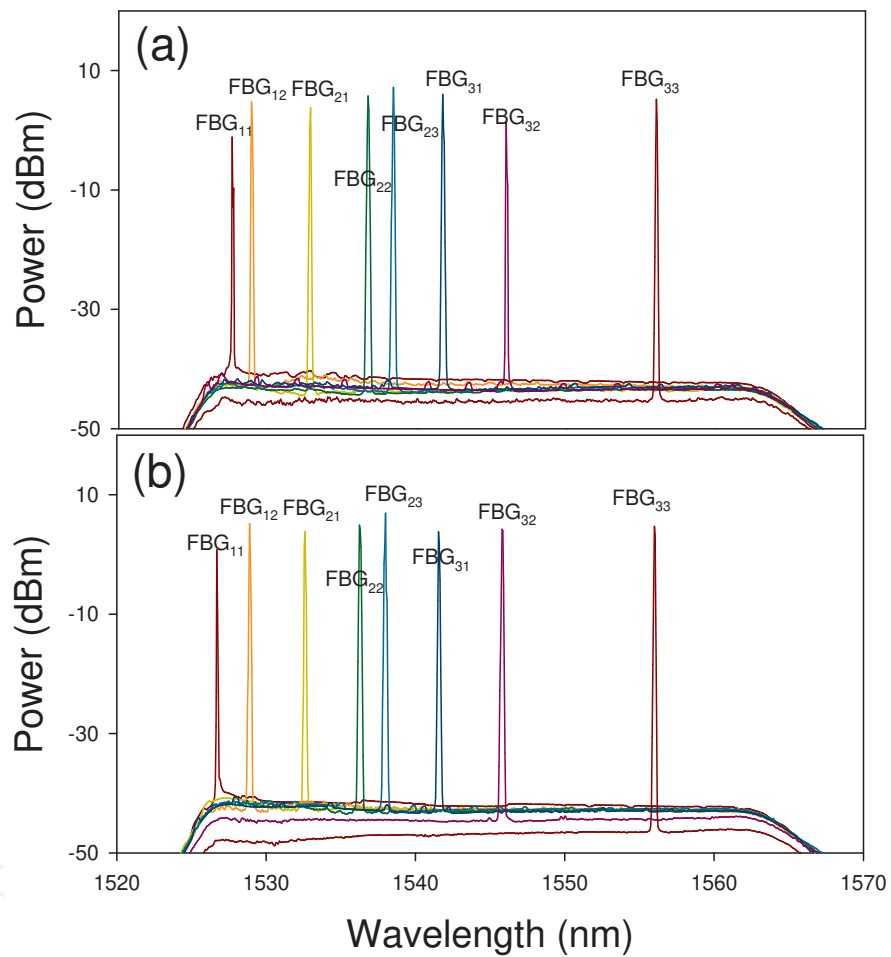 (a)
10
-10
-30
-50
Power (dBm)
FBG₁₁
FBG₁₂
FBG₂₁
FBG₂₂
FBG₂₃
FBG₃₁
FBG₃₂
FBG₃₃
(b)
10
-10
-30
-50
Power (dBm)
FBG₁₁
FBG₁₂
FBG₂₁
FBG₂₂
FBG₂₃
FBG₃₁
FBG₃₂
FBG₃₃
1520 1530 1540 1550 1560 1570
Wavelength (nm)